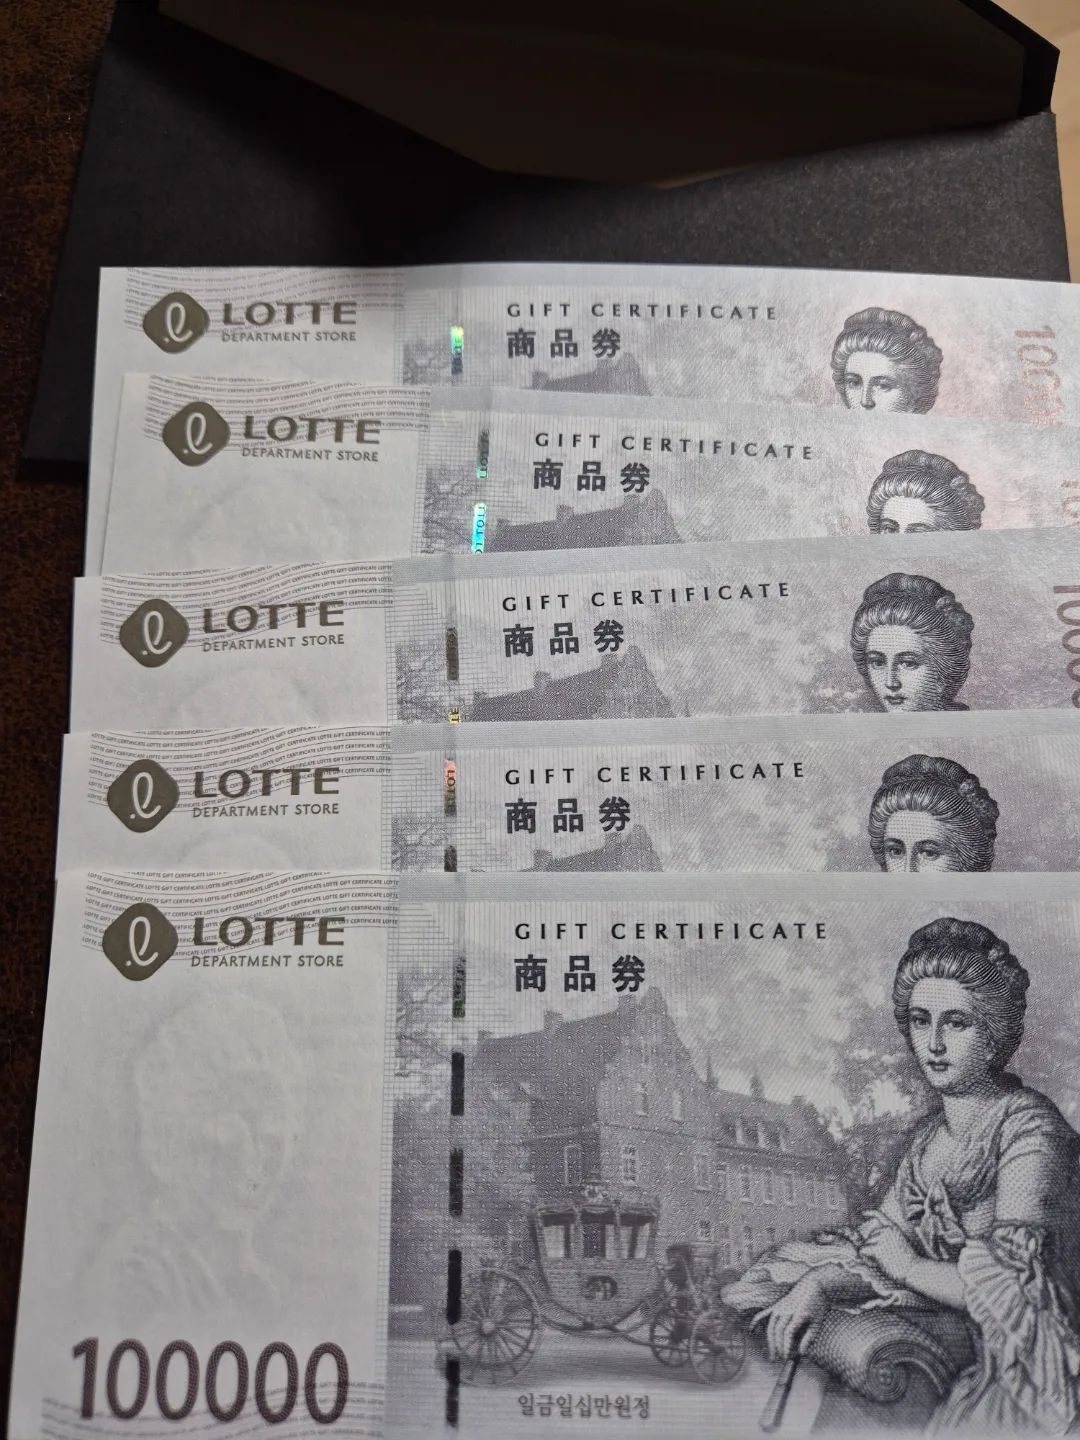 LOTTE
DEPARTMENT STORE
GIFT CERTIFICATE
商品券
LOTTE
DEPARTMENT STORE
GIFT CERTIFICATE
商品券
LOTTE
DEPARTMENT STORE
GIFT CERTIFICATE
商品券
LOTTE
DEPARTMENT STORE
GIFT CERTIFICATE
商品券
LOTTE
DEPARTMENT STORE
GIFT CERTIFICATE
商品券
100000
일금일십만원정